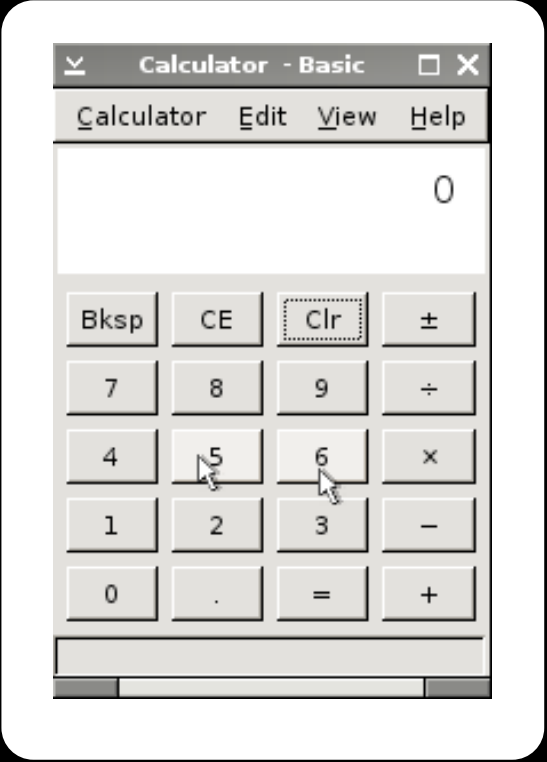 Calculator - Basic
Calculator Edit View Help
0
Bksp CE Clr ±
7 8 9 ÷
4 5 6 ×
1 2 3 −
0 . = +